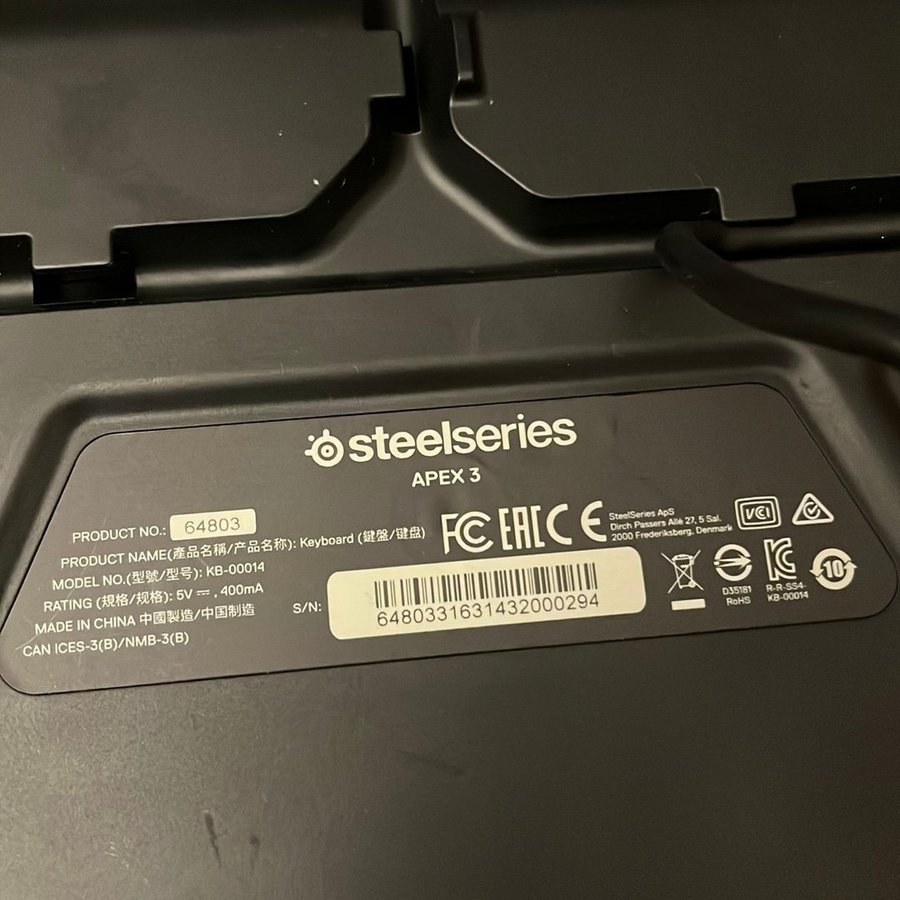 steelseries
APEX 3
PRODUCT NO.: 64803
PRODUCT NAME(產品名稱/产品名称): Keyboard (鍵盤/键盘)
MODEL NO.(型號/型号): KB-00014
RATING (規格/规格): 5V⎓, 400mA
MADE IN CHINA 中國製造/中国制造
CAN ICES-3(B)/NMB-3(B)
S/N: 6480331631432000294
FC EAC CE
SteelSeries ApS
Dirch Passers Allé 27, 5 Sal.
2000 Frederiksberg, Denmark
VCI
D35181
RoHS
R-R-SS4-
KB-00014
10